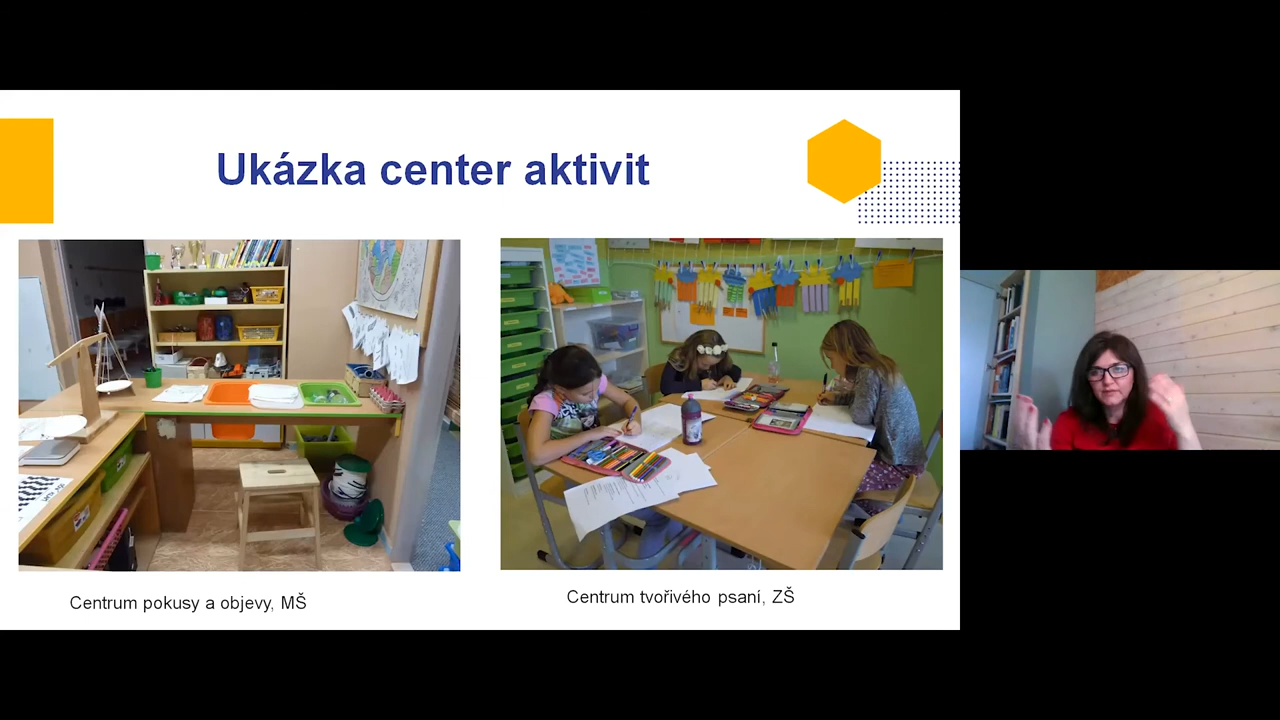 Ukázka center aktivit
Centrum pokusy a objevy, MŠ
Centrum tvořivého psaní, ZŠ